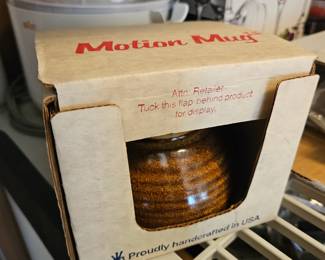 Motion Mug
Attn: Retailer
Tuck this flap behind product
for display.
Proudly handcrafted in USA